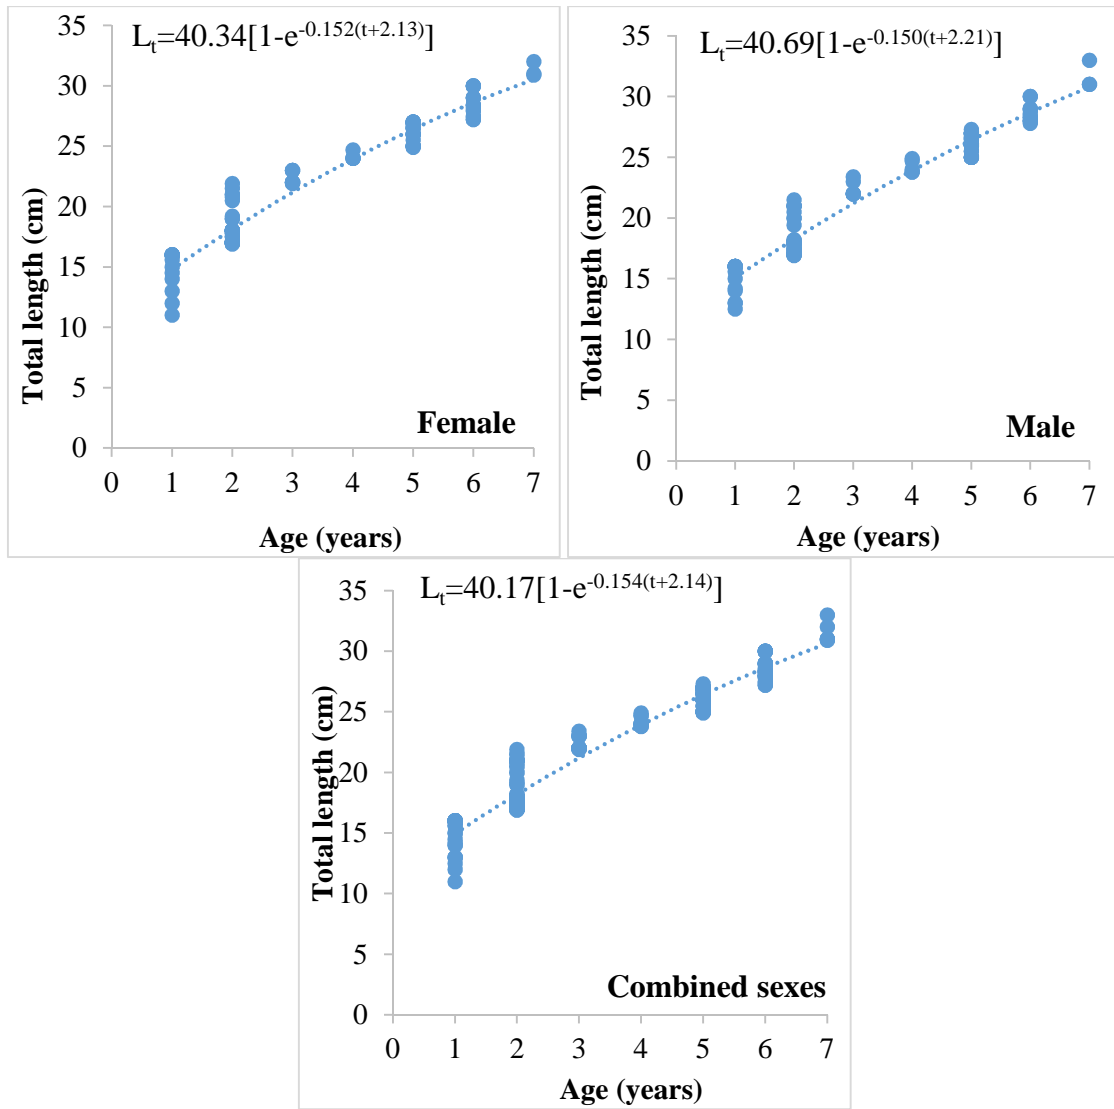 L_t=40.34[1-e^-0.152(t+2.13)]
35
30
25
20
15
10
5
0
Total length (cm)
Female
0 1 2 3 4 5 6 7
Age (years)
L_t=40.69[1-e^-0.150(t+2.21)]
35
30
25
20
15
10
5
0
Total length (cm)
Male
0 1 2 3 4 5 6 7
Age (years)
L_t=40.17[1-e^-0.154(t+2.14)]
35
30
25
20
15
10
5
0
Total length (cm)
Combined sexes
0 1 2 3 4 5 6 7
Age (years)